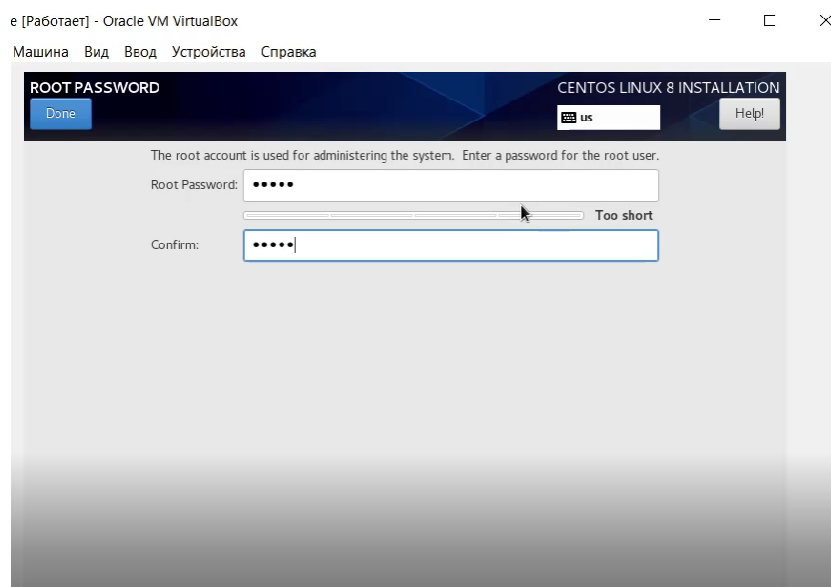 е [Работает] - Oracle VM VirtualBox
Машина Вид Ввод Устройства Справка
ROOT PASSWORD
CENTOS LINUX 8 INSTALLATION
Done
us
Help!
The root account is used for administering the system. Enter a password for the root user.
Root Password: •••••
Too short
Confirm: •••••